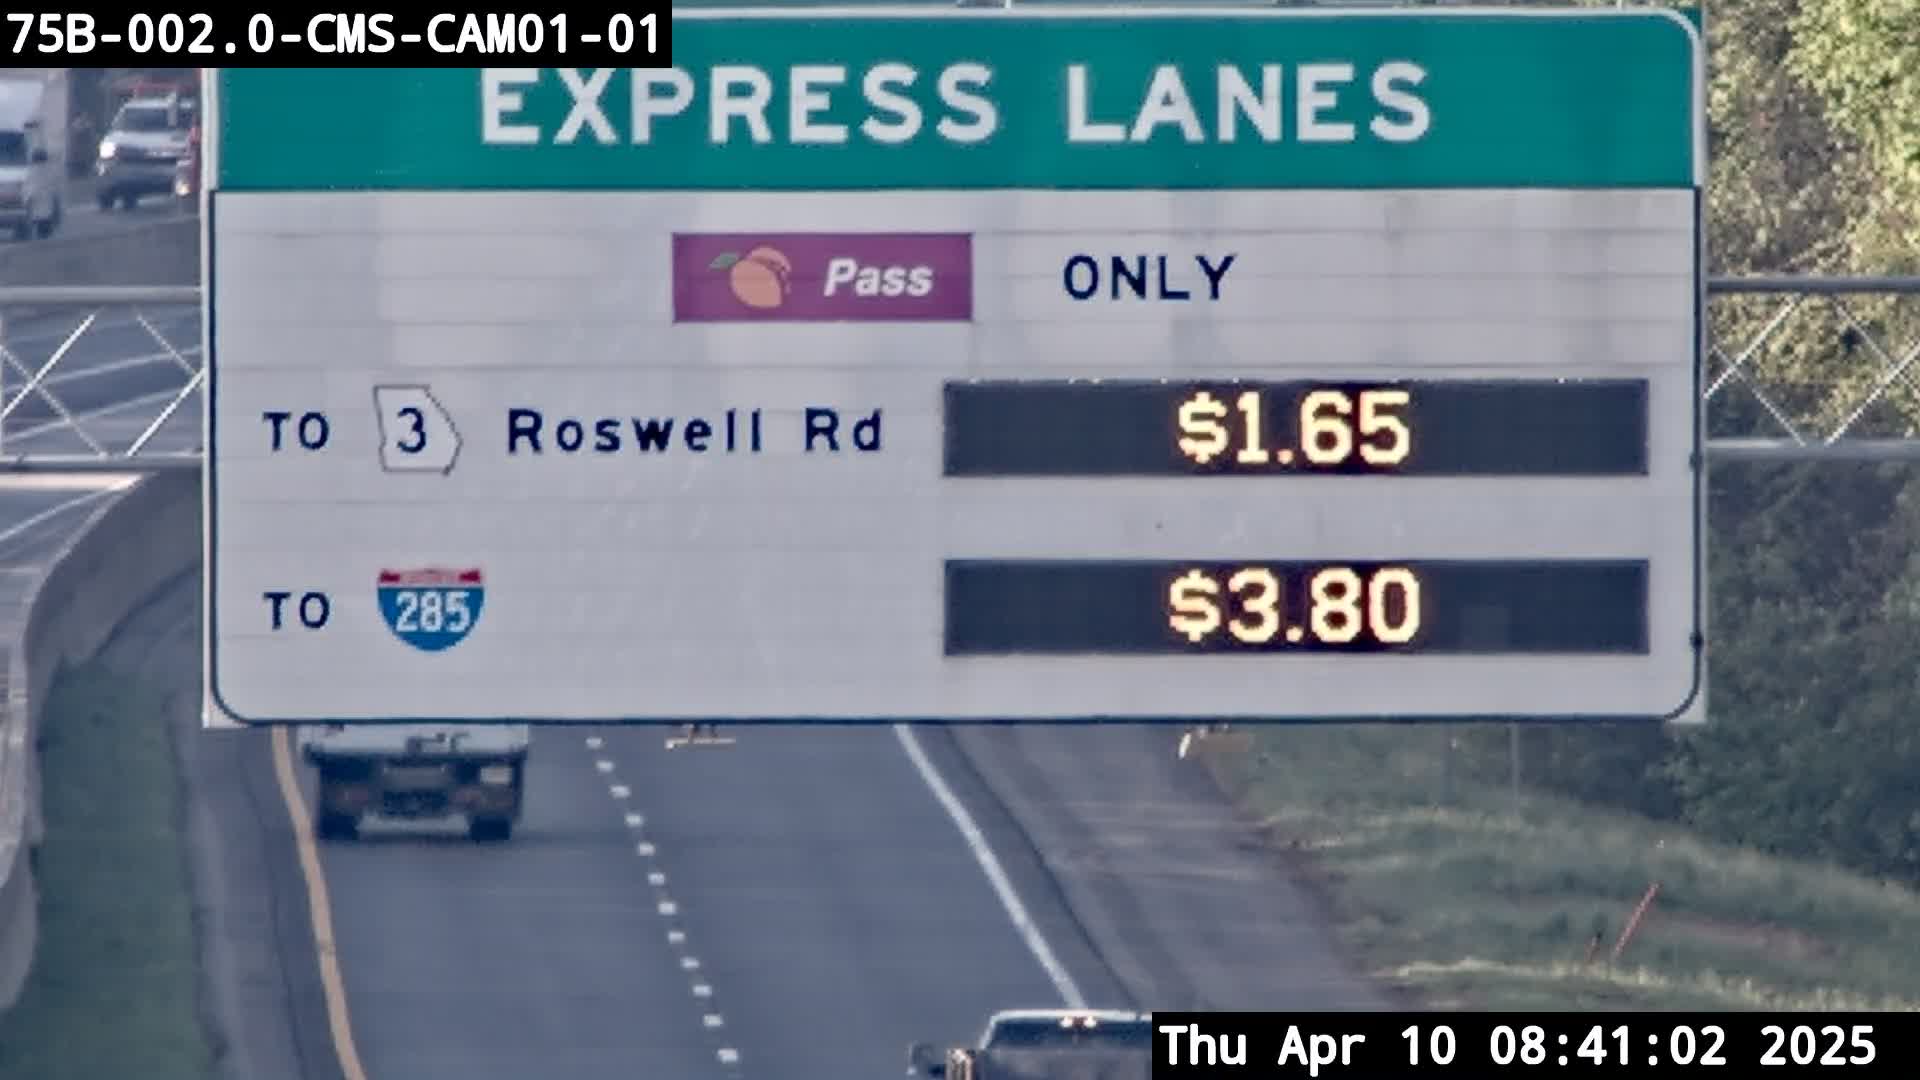 75B-002.0-CMS-CAM01-01
EXPRESS LANES
Pass ONLY
TO 3 Roswell Rd $1.65
TO 285 $3.80
Thu Apr 10 08:41:02 2025